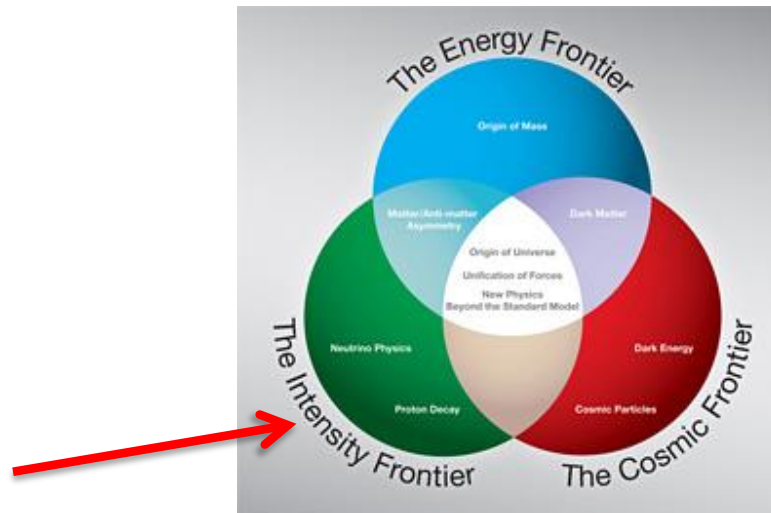 The Energy Frontier
Origin of Mass
Matter/Anti-matter
Asymmetry
Dark Matter
Origin of Universe
Unification of Forces
New Physics
Beyond the Standard Model
Neutrino Physics
Dark Energy
Proton Decay
Cosmic Particles
The Intensity Frontier
The Cosmic Frontier